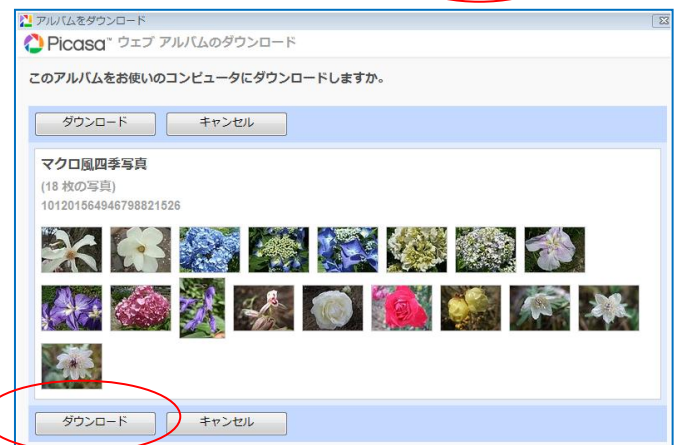 アルバムをダウンロード
Picasa™ ウェブ アルバムのダウンロード
このアルバムをお使いのコンピュータにダウンロードしますか。
ダウンロード キャンセル
マクロ風四季写真
(18 枚の写真)
101201564946798821526
ダウンロード キャンセル